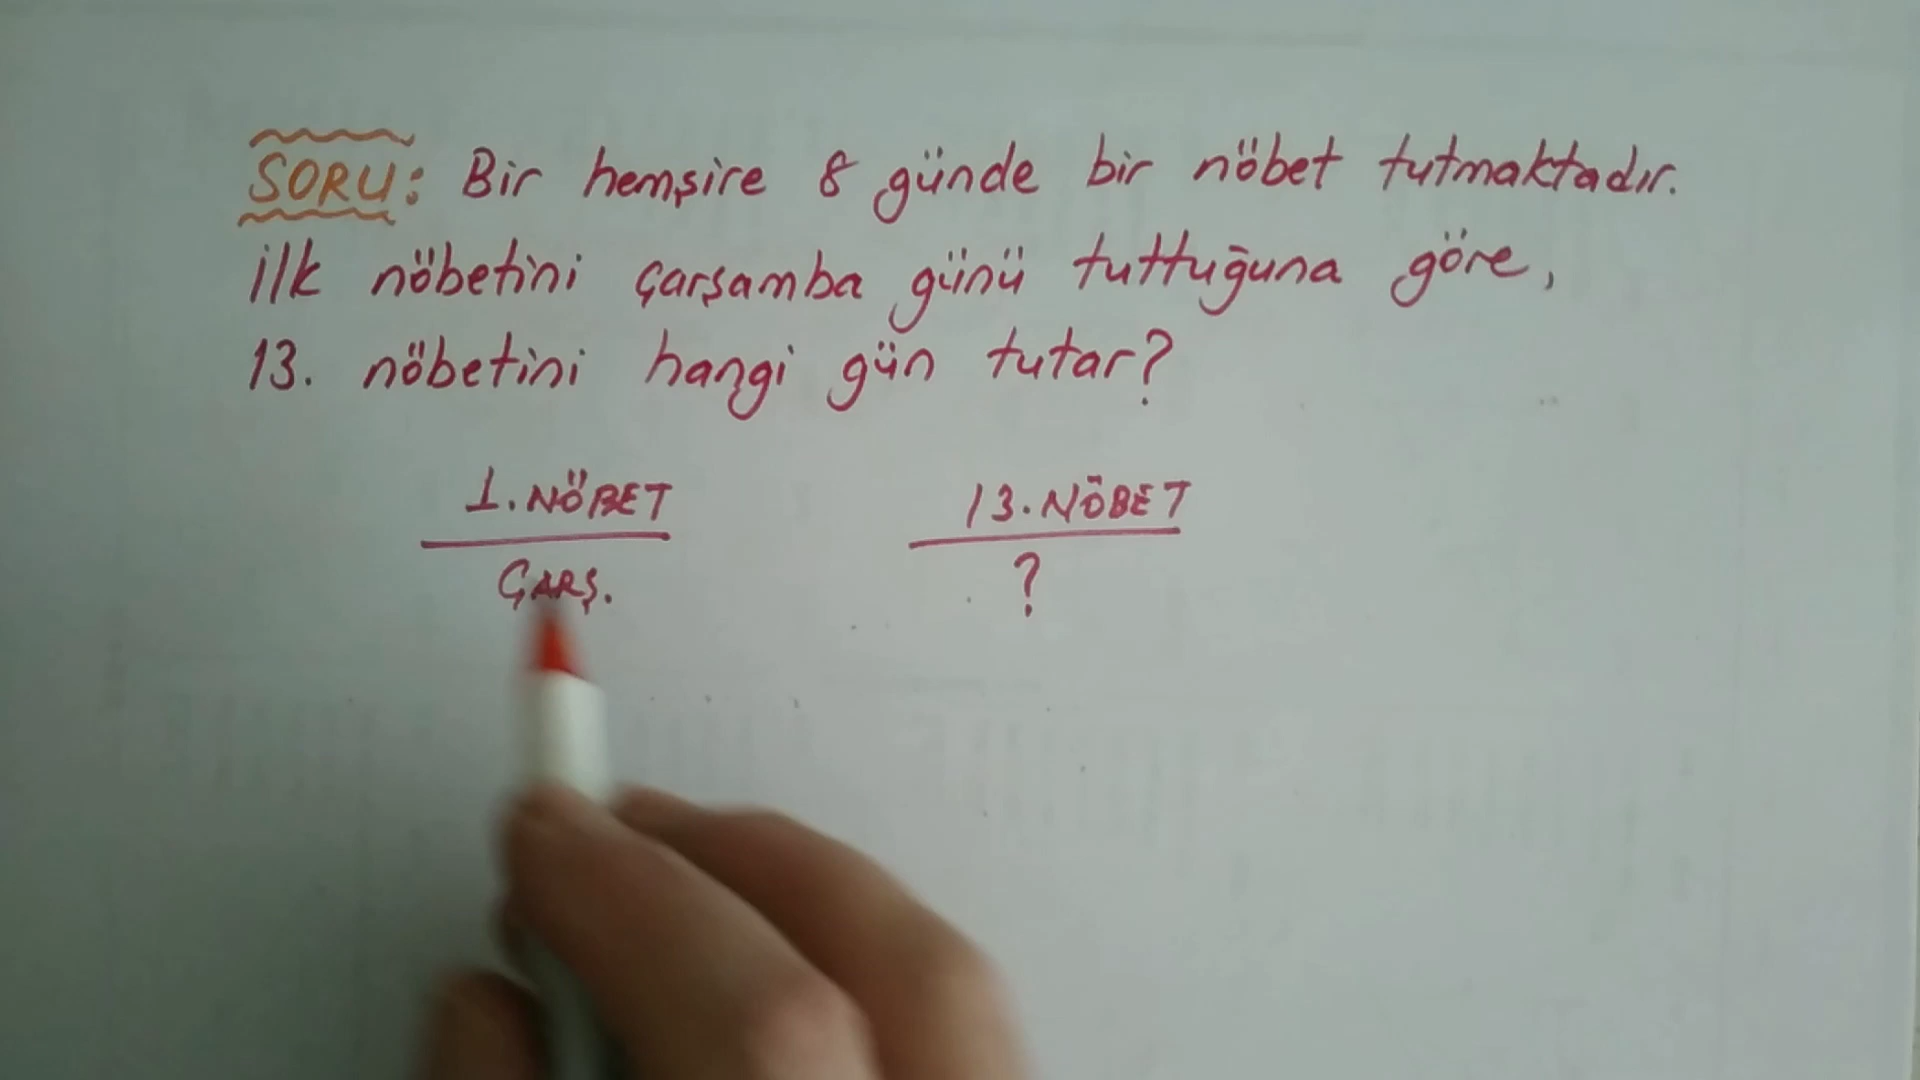 SORU: Bir hemşire 8 günde bir nöbet tutmaktadır.
ilk nöbetini çarşamba günü tuttuğuna göre,
13. nöbetini hangi gün tutar?
1. NÖBET 13. NÖBET
ÇARŞ. ?